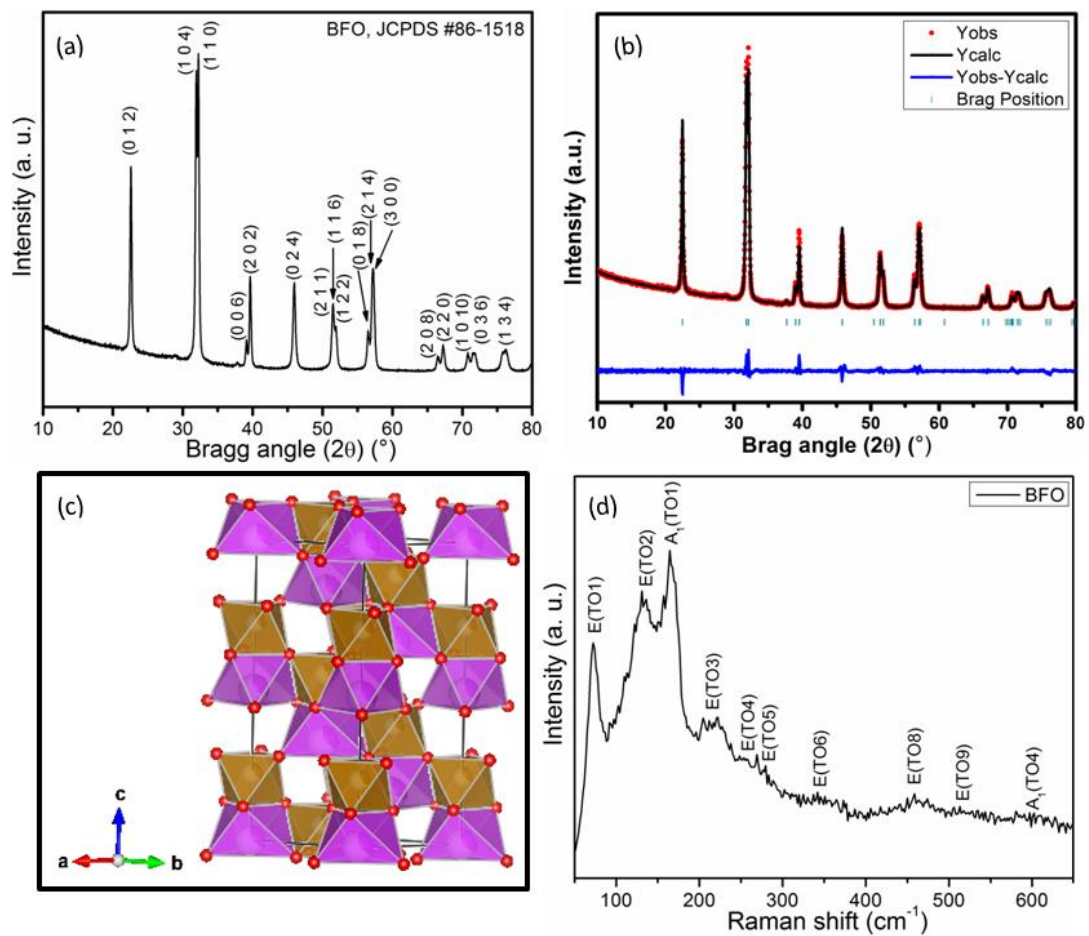 (a)
BFO, JCPDS #86-1518
(0 1 2)
(1 0 4)
(1 1 0)
(0 0 6)
(2 0 2)
(0 2 4)
(2 1 1)
(1 1 6)
(1 2 2)
(0 1 8)
(2 1 4)
(3 0 0)
(2 0 8)
(2 2 0)
(1 0 10)
(0 3 6)
(1 3 4)
Intensity (a. u.)
10 20 30 40 50 60 70 80
Bragg angle (2θ) (°)
(b)
Yobs
Ycalc
Yobs-Ycalc
Brag Position
Intensity (a.u.)
10 20 30 40 50 60 70 80
Brag angle (2θ) (°)
(c)
c
a
b
(d)
BFO
E(TO1)
E(TO2)
A₁(TO1)
E(TO3)
E(TO4)
E(TO5)
E(TO6)
E(TO8)
E(TO9)
A₁(TO4)
Intensity (a. u.)
100 200 300 400 500 600
Raman shift (cm⁻¹)